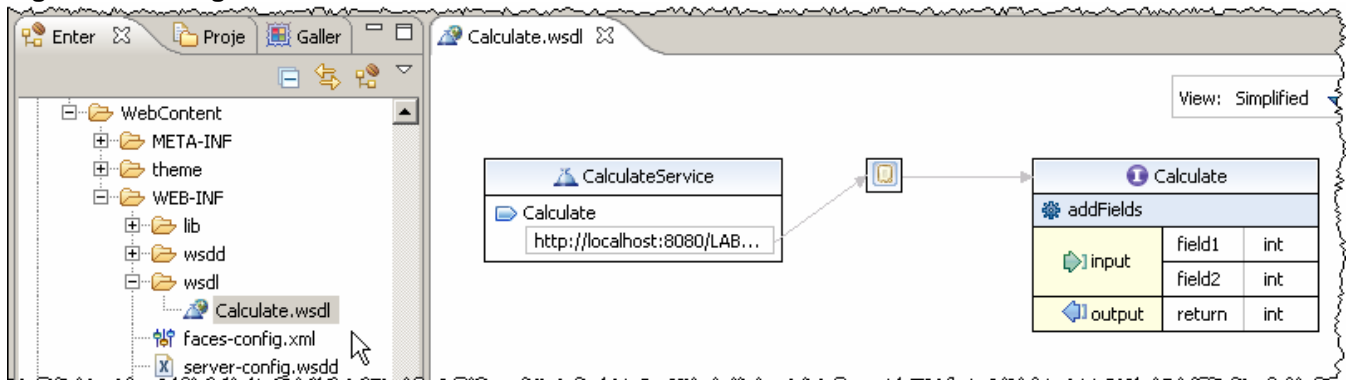 Enter
Proje
Galler
Calculate.wsdl
WebContent
META-INF
theme
WEB-INF
lib
wsdd
wsdl
Calculate.wsdl
faces-config.xml
server-config.wsdd
View: Simplified
CalculateService
Calculate
http://localhost:8080/LAB...
Calculate
addFields
input
field1 int
field2 int
output return int